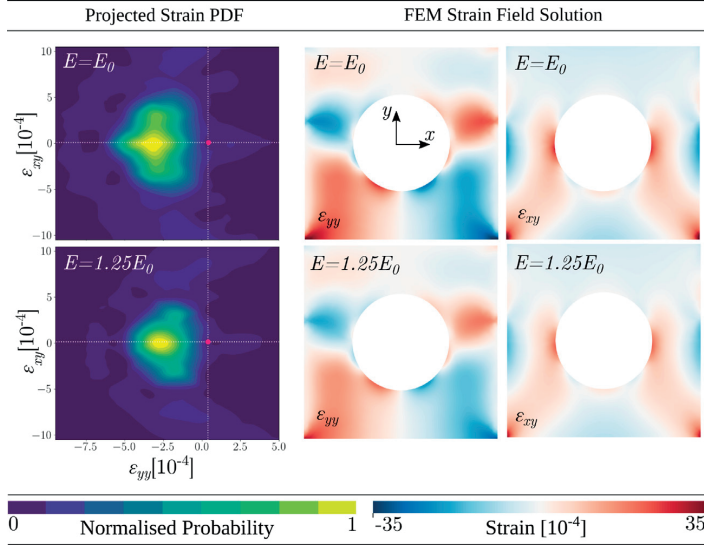 Projected Strain PDF
FEM Strain Field Solution
E=E₀
10
5
0
−5
−10
εxy[10⁻⁴]
E=E₀
y
x
εyy
E=E₀
εxy
E=1.25E₀
10
5
0
−5
−10
εxy[10⁻⁴]
−7.5
−5.0
−2.5
0.0
2.5
5.0
εyy[10⁻⁴]
E=1.25E₀
εyy
E=1.25E₀
εxy
0
Normalised Probability
1
-35
Strain [10⁻⁴]
35